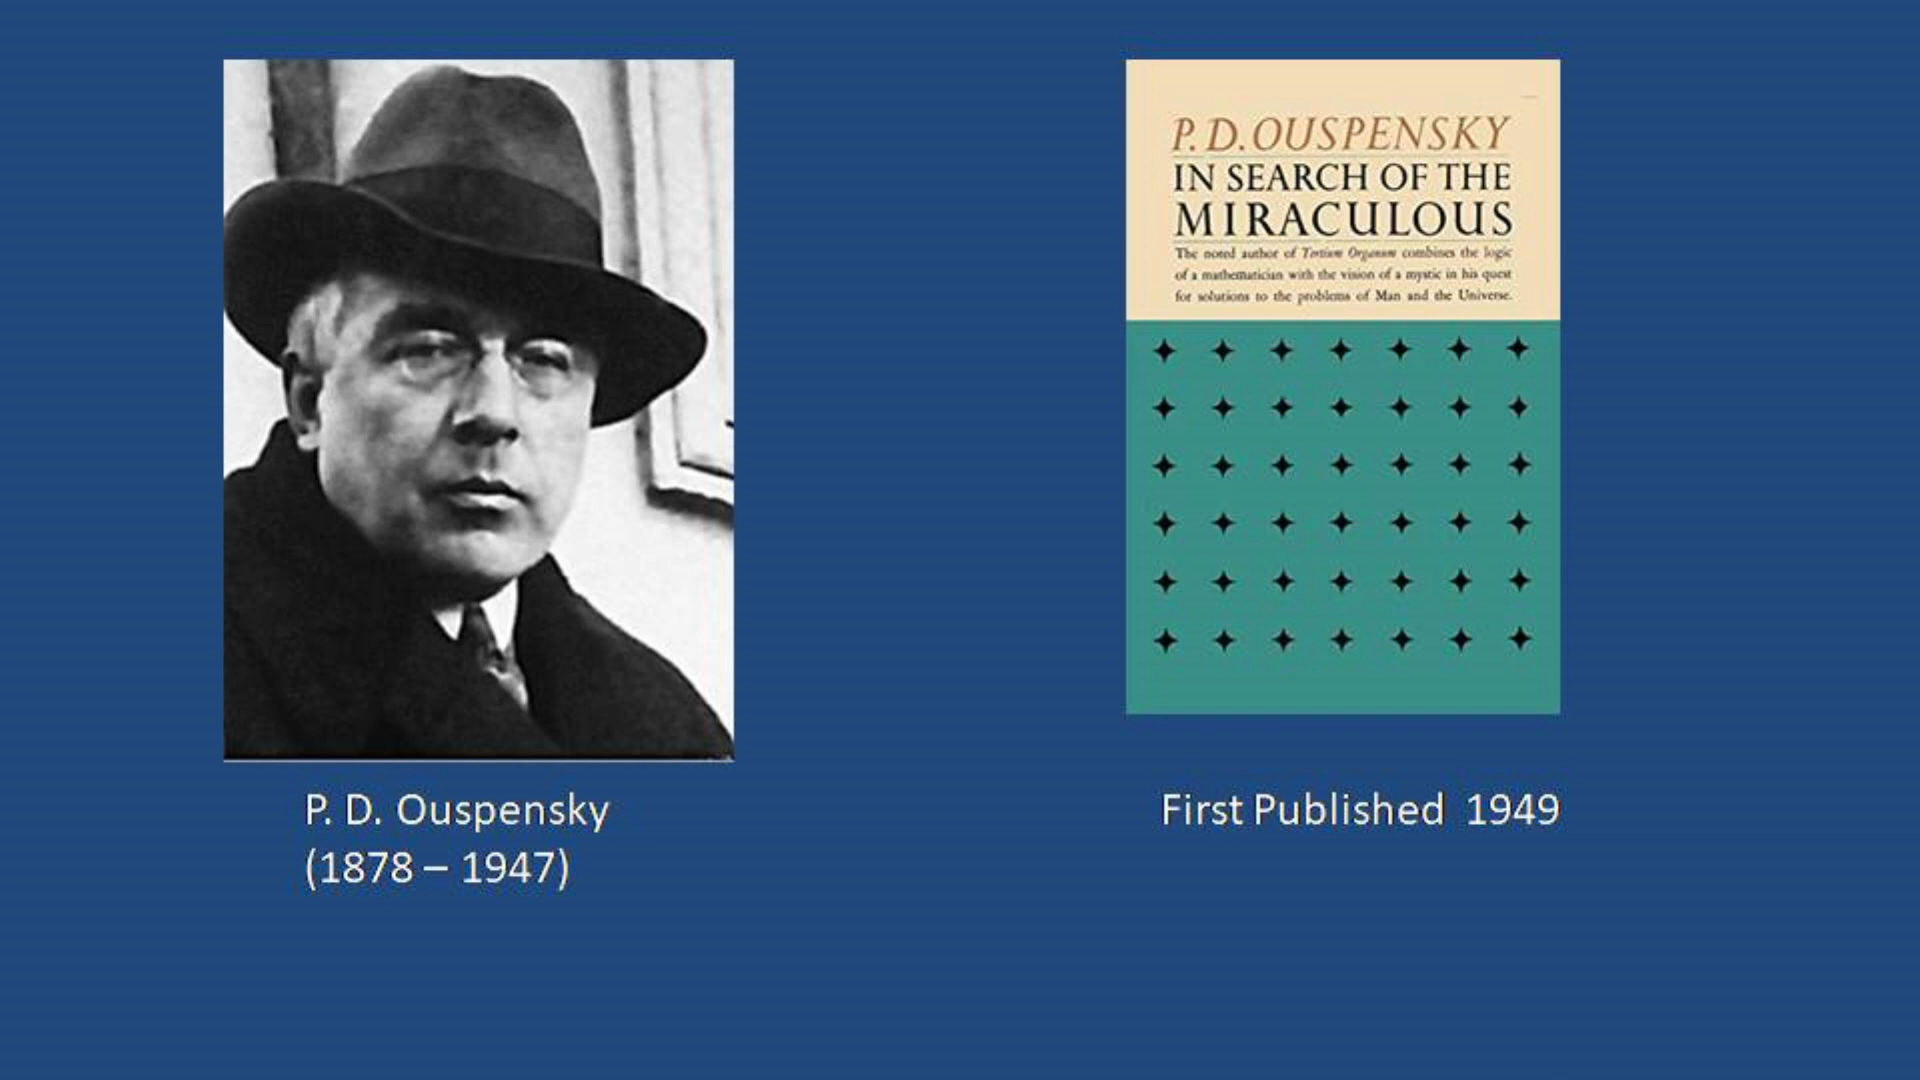 P. D. OUSPENSKY
IN SEARCH OF THE
MIRACULOUS
The noted author of Tertium Organum combines the logic
of a mathematician with the vision of a mystic in his quest
for solutions to the problems of Man and the Universe.
P. D. Ouspensky
(1878 – 1947)
First Published 1949